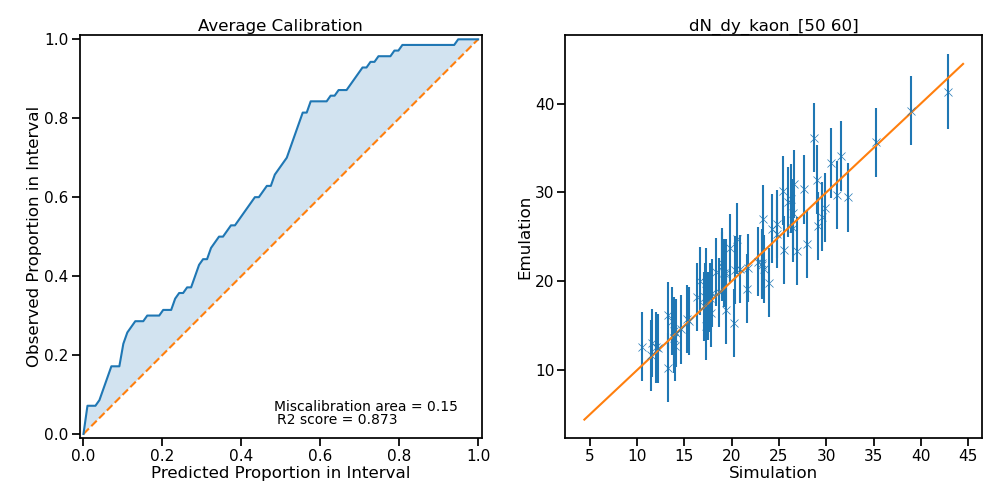 Average Calibration
1.0
0.8
0.6
0.4
0.2
0.0
Observed Proportion in Interval
Miscalibration area = 0.15
R2 score = 0.873
0.0 0.2 0.4 0.6 0.8 1.0
Predicted Proportion in Interval
dN_dy_kaon_[50 60]
40
30
20
10
Emulation
5 10 15 20 25 30 35 40 45
Simulation